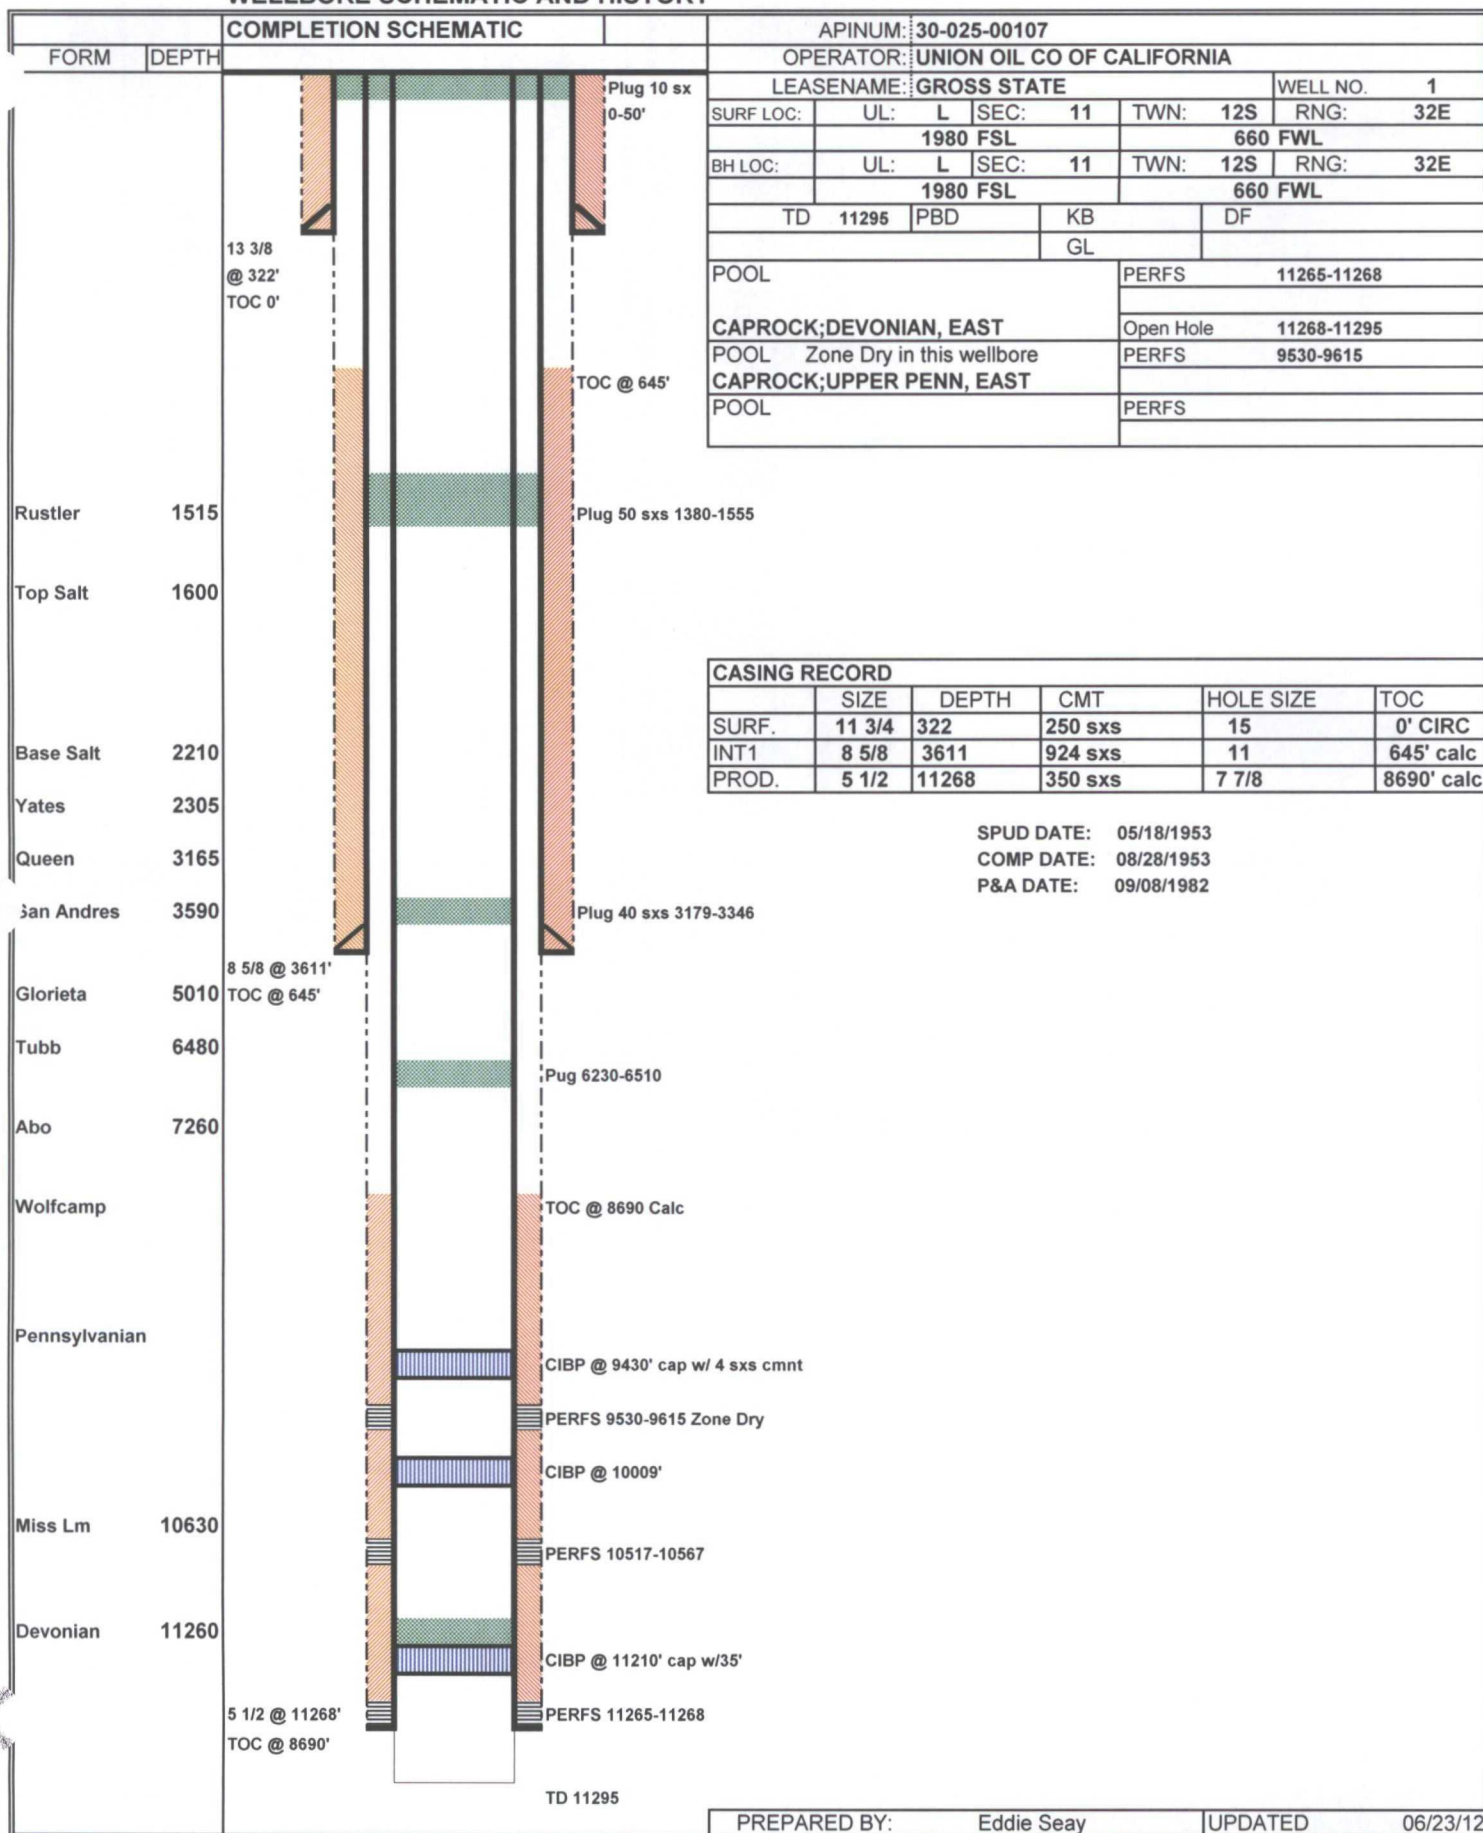 WELLBORE SCHEMATIC AND HISTORY
COMPLETION SCHEMATIC
FORM DEPTH
APINUM: 30-025-00107
OPERATOR: UNION OIL CO OF CALIFORNIA
LEASENAME: GROSS STATE WELL NO. 1
SURF LOC: UL: L SEC: 11 TWN: 12S RNG: 32E
1980 FSL 660 FWL
BH LOC: UL: L SEC: 11 TWN: 12S RNG: 32E
1980 FSL 660 FWL
TD 11295 PBD KB DF
GL
POOL PERFS 11265-11268
CAPROCK;DEVONIAN, EAST Open Hole 11268-11295
POOL Zone Dry in this wellbore PERFS 9530-9615
CAPROCK;UPPER PENN, EAST
POOL PERFS
Plug 10 sx
0-50'
13 3/8
@ 322'
TOC 0'
TOC @ 645'
Rustler 1515
Plug 50 sxs 1380-1555
Top Salt 1600
CASING RECORD
SIZE DEPTH CMT HOLE SIZE TOC
SURF. 11 3/4 322 250 sxs 15 0' CIRC
INT1 8 5/8 3611 924 sxs 11 645' calc
PROD. 5 1/2 11268 350 sxs 7 7/8 8690' calc
Base Salt 2210
Yates 2305
SPUD DATE: 05/18/1953
COMP DATE: 08/28/1953
P&A DATE: 09/08/1982
Queen 3165
San Andres 3590
Plug 40 sxs 3179-3346
8 5/8 @ 3611'
Glorieta 5010
TOC @ 645'
Tubb 6480
Pug 6230-6510
Abo 7260
Wolfcamp
TOC @ 8690 Calc
Pennsylvanian
CIBP @ 9430' cap w/ 4 sxs cmnt
PERFS 9530-9615 Zone Dry
CIBP @ 10009'
Miss Lm 10630
PERFS 10517-10567
Devonian 11260
CIBP @ 11210' cap w/35'
5 1/2 @ 11268'
PERFS 11265-11268
TOC @ 8690'
TD 11295
PREPARED BY: Eddie Seay UPDATED 06/23/12